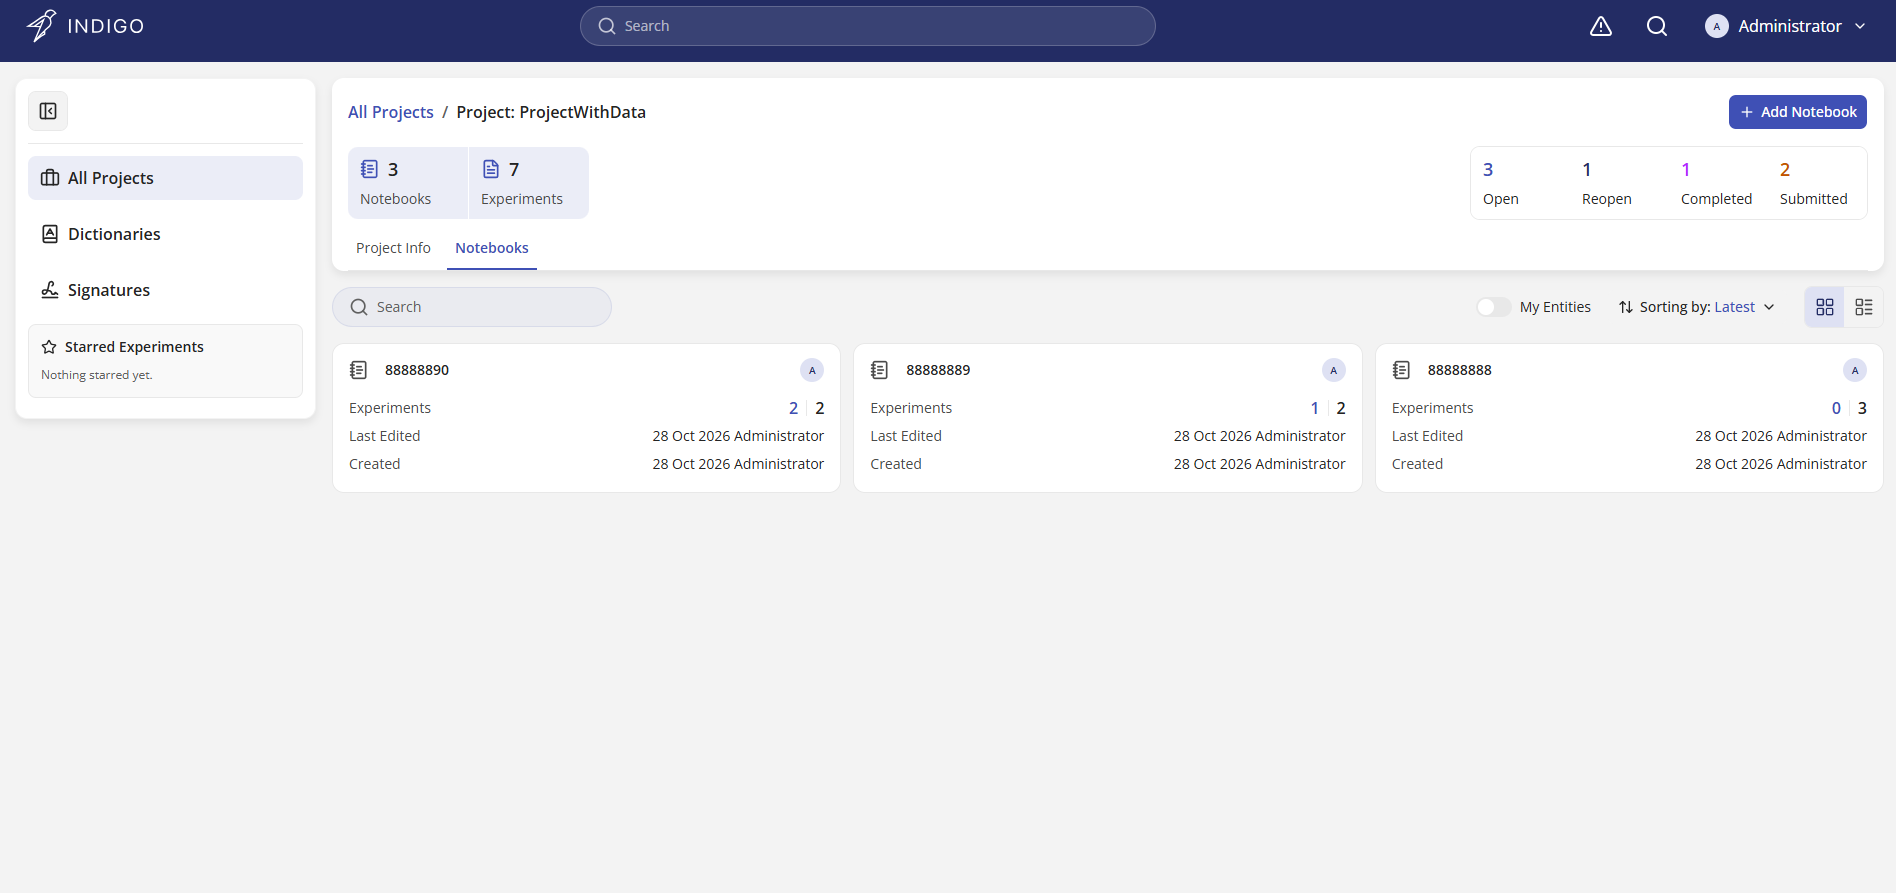 INDIGO
Search
A Administrator
All Projects / Project: ProjectWithData
+ Add Notebook
3 Notebooks
7 Experiments
3 Open
1 Reopen
1 Completed
2 Submitted
Project Info Notebooks
All Projects
Dictionaries
Signatures
Starred Experiments
Nothing starred yet.
Search
My Entities
Sorting by: Latest
88888890 A
Experiments 2 2
Last Edited 28 Oct 2026 Administrator
Created 28 Oct 2026 Administrator
88888889 A
Experiments 1 2
Last Edited 28 Oct 2026 Administrator
Created 28 Oct 2026 Administrator
88888888 A
Experiments 0 3
Last Edited 28 Oct 2026 Administrator
Created 28 Oct 2026 Administrator